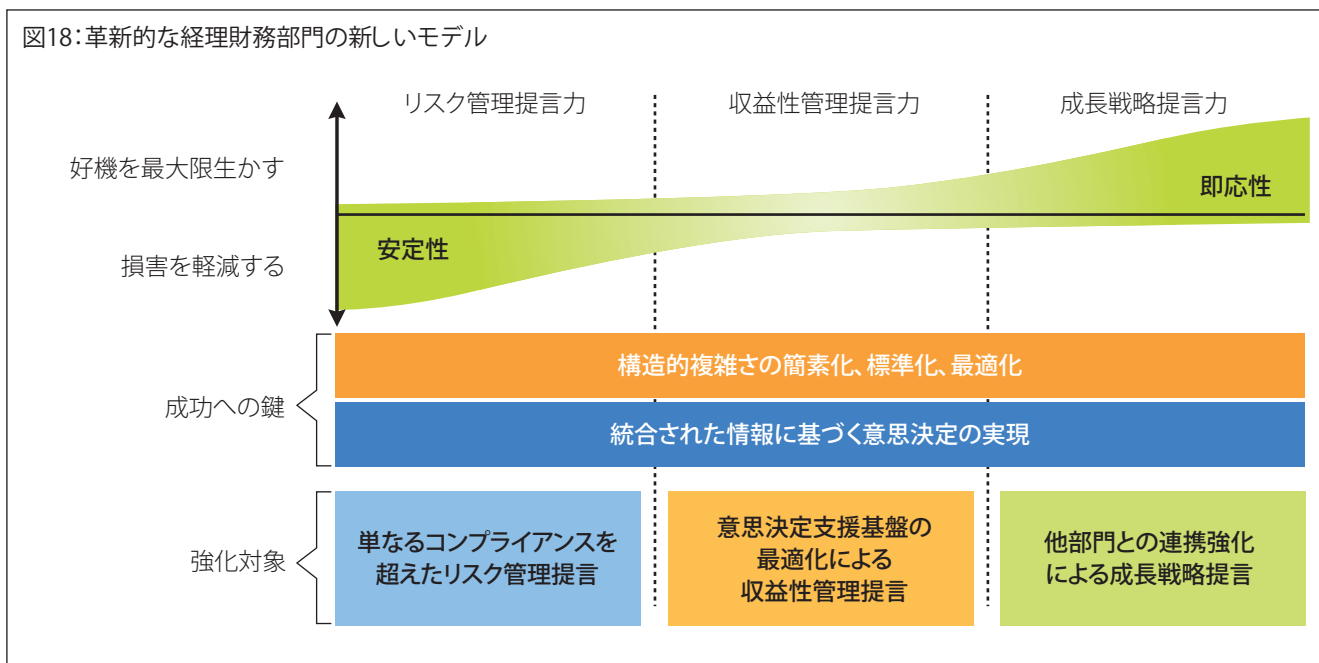 図18：革新的な経理財務部門の新しいモデル
リスク管理提言力
収益性管理提言力
成長戦略提言力
好機を最大限生かす
即応性
安定性
損害を軽減する
構造的複雑さの簡素化、標準化、最適化
成功への鍵
統合された情報に基づく意思決定の実現
強化対象
単なるコンプライアンスを
超えたリスク管理提言
意思決定支援基盤の
最適化による
収益性管理提言
他部門との連携強化
による成長戦略提言